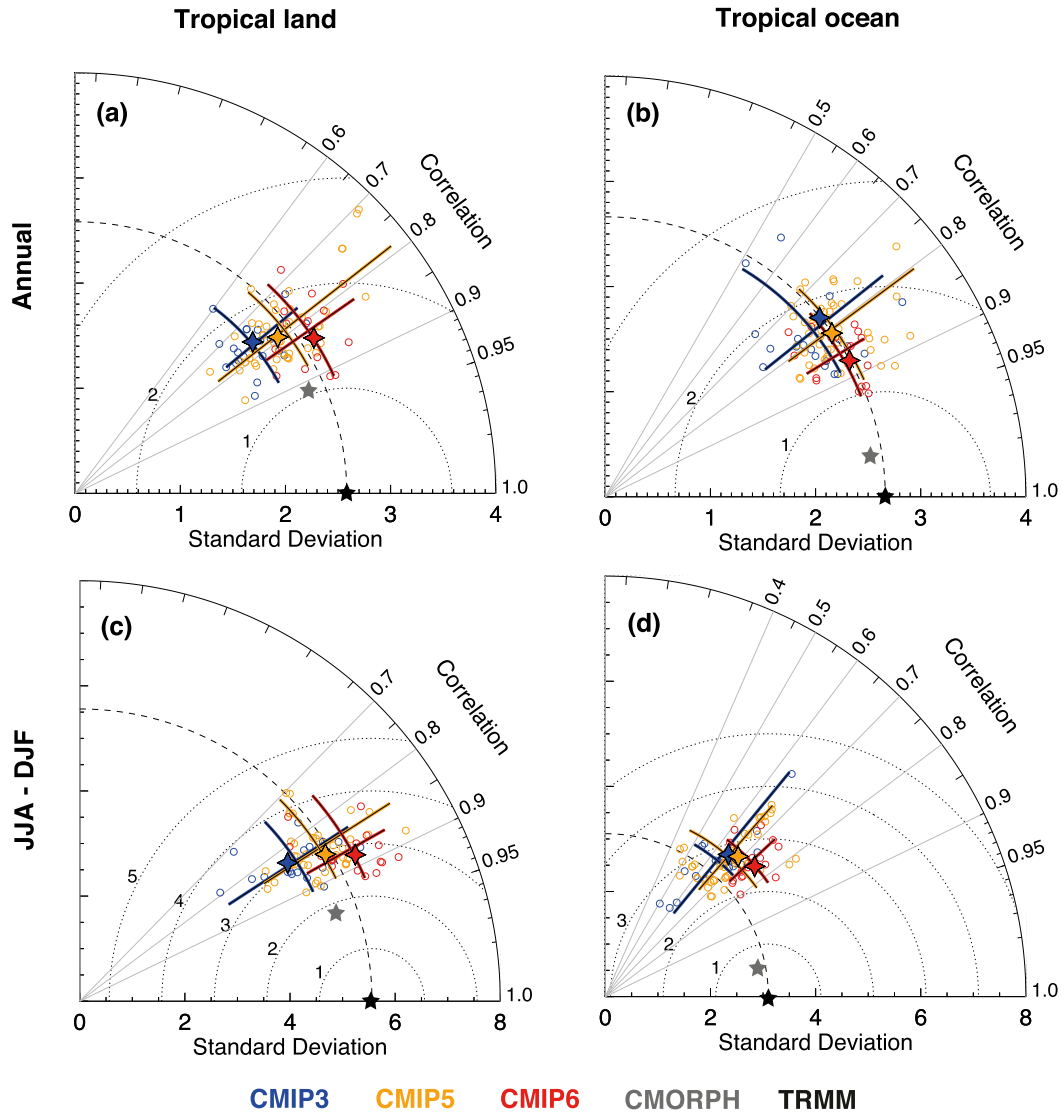 Tropical land
Tropical ocean
Annual
JJA - DJF
(a)
0.6
0.7
0.8
0.9
0.95
1.0
Correlation
2
1
0 1 2 3 4
Standard Deviation
(b)
0.5
0.6
0.7
0.8
0.9
0.95
1.0
Correlation
2
1
0 1 2 3 4
Standard Deviation
(c)
0.7
0.8
0.9
0.95
1.0
Correlation
5
4
3
2
1
0 2 4 6 8
Standard Deviation
(d)
0.4
0.5
0.6
0.7
0.8
0.9
0.95
1.0
Correlation
3
2
1
0 2 4 6 8
Standard Deviation
CMIP3 CMIP5 CMIP6 CMORPH TRMM